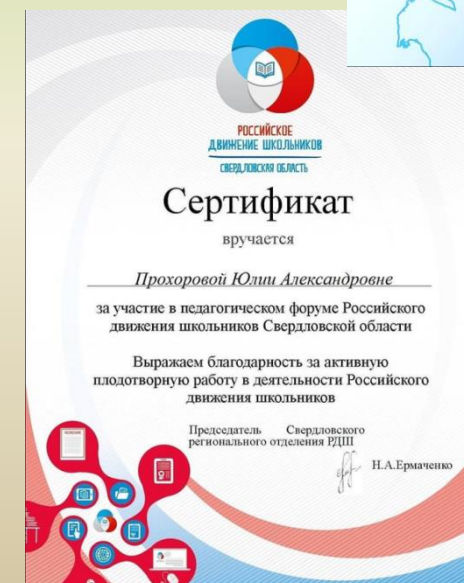 РОССИЙСКОЕ
ДВИЖЕНИЕ ШКОЛЬНИКОВ
СВЕРДЛОВСКАЯ ОБЛАСТЬ
Сертификат
вручается
Прохоровой Юлии Александровне
за участие в педагогическом форуме Российского
движения школьников Свердловской области
Выражаем благодарность за активную
плодотворную работу в деятельности Российского
движения школьников
Председатель Свердловского
регионального отделения РДШ
Н.А.Ермаченко